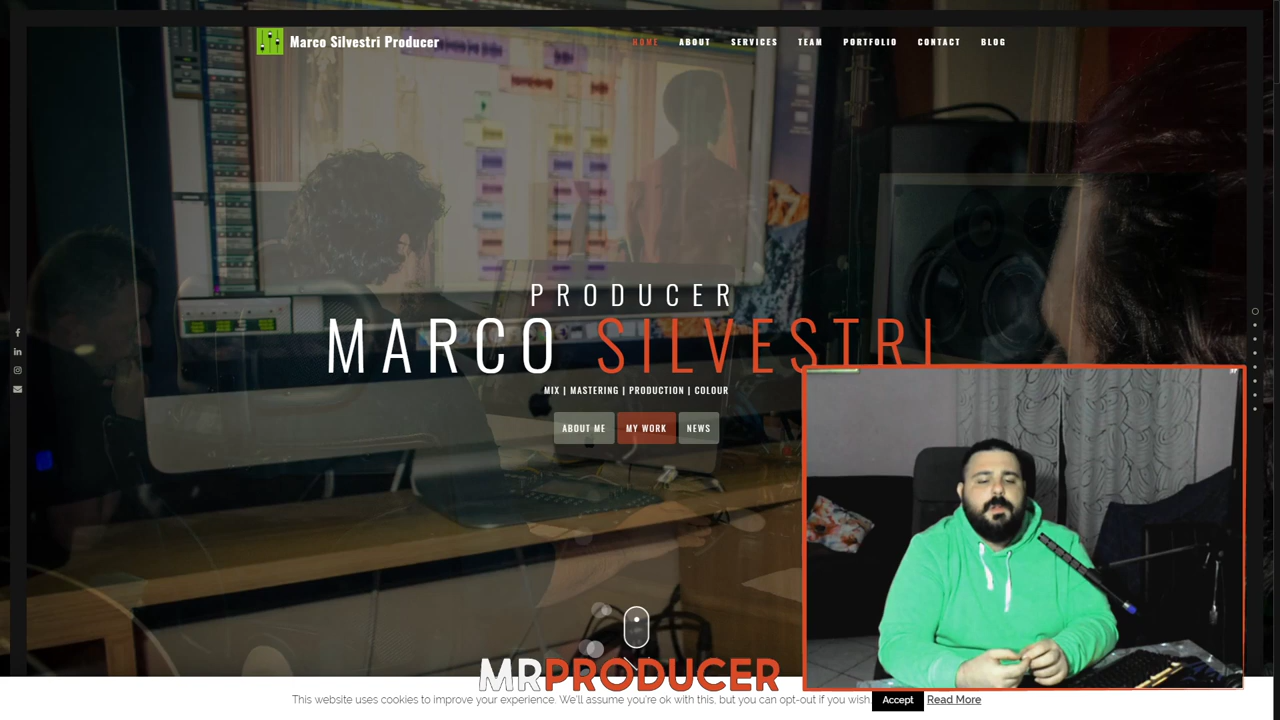 Marco Silvestri Producer
HOME ABOUT SERVICES TEAM PORTFOLIO CONTACT BLOG
PRODUCER
MARCO SILVESTRI
MIX | MASTERING | PRODUCTION | COLOUR
ABOUT ME MY WORK NEWS
MRPRODUCER
This website uses cookies to improve your experience. We'll assume you're ok with this, but you can opt-out if you wish. Accept Read More